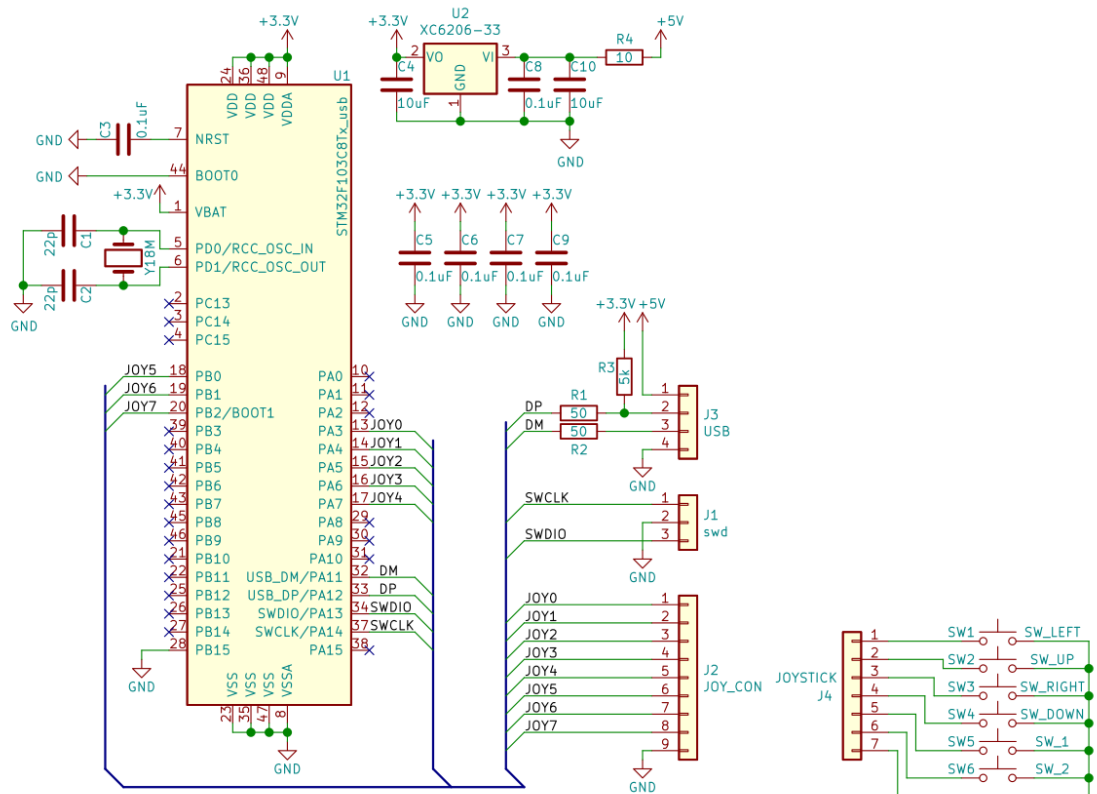 +3.3V
U1
24
36
48
9
VDD
VDD
VDD
VDDA
STM32F103C8Tx_usb
GND
C3
0.1uF
7
NRST
GND
44
BOOT0
+3.3V
1
VBAT
22p
C1
5
PD0/RCC_OSC_IN
Y18M
6
PD1/RCC_OSC_OUT
22p
C2
GND
2
PC13
3
PC14
4
PC15
JOY5
18
PB0
JOY6
19
PB1
JOY7
20
PB2/BOOT1
39
PB3
40
PB4
41
PB5
42
PB6
43
PB7
45
PB8
46
PB9
21
PB10
22
PB11
25
PB12
26
PB13
27
PB14
28
PB15
GND
PA0
10
PA1
11
PA2
12
PA3
13
JOY0
PA4
14
JOY1
PA5
15
JOY2
PA6
16
JOY3
PA7
17
JOY4
PA8
29
PA9
30
PA10
31
USB_DM/PA11
32
DM
USB_DP/PA12
33
DP
SWDIO/PA13
34
SWDIO
SWCLK/PA14
37
SWCLK
PA15
38
VSS
VSS
VSS
VSSA
23
35
47
8
GND
U2
XC6206-33
+3.3V
2
VO
VI
3
GND
1
C4
10uF
C8
0.1uF
C10
10uF
R4
10
+5V
GND
+3.3V
+3.3V
+3.3V
+3.3V
C5
C6
C7
C9
0.1uF
0.1uF
0.1uF
0.1uF
GND
GND
GND
GND
+3.3V
+5V
R3
5k
DP
R1
50
DM
50
R2
1
2
3
4
J3
USB
GND
SWCLK
SWDIO
1
2
3
J1
swd
GND
JOY0
1
JOY1
2
JOY2
3
JOY3
4
JOY4
5
JOY5
6
JOY6
7
JOY7
8
9
J2
JOY_CON
GND
JOYSTICK
J4
1
2
3
4
5
6
7
SW1
SW_LEFT
SW2
SW_UP
SW3
SW_RIGHT
SW4
SW_DOWN
SW5
SW_1
SW6
SW_2